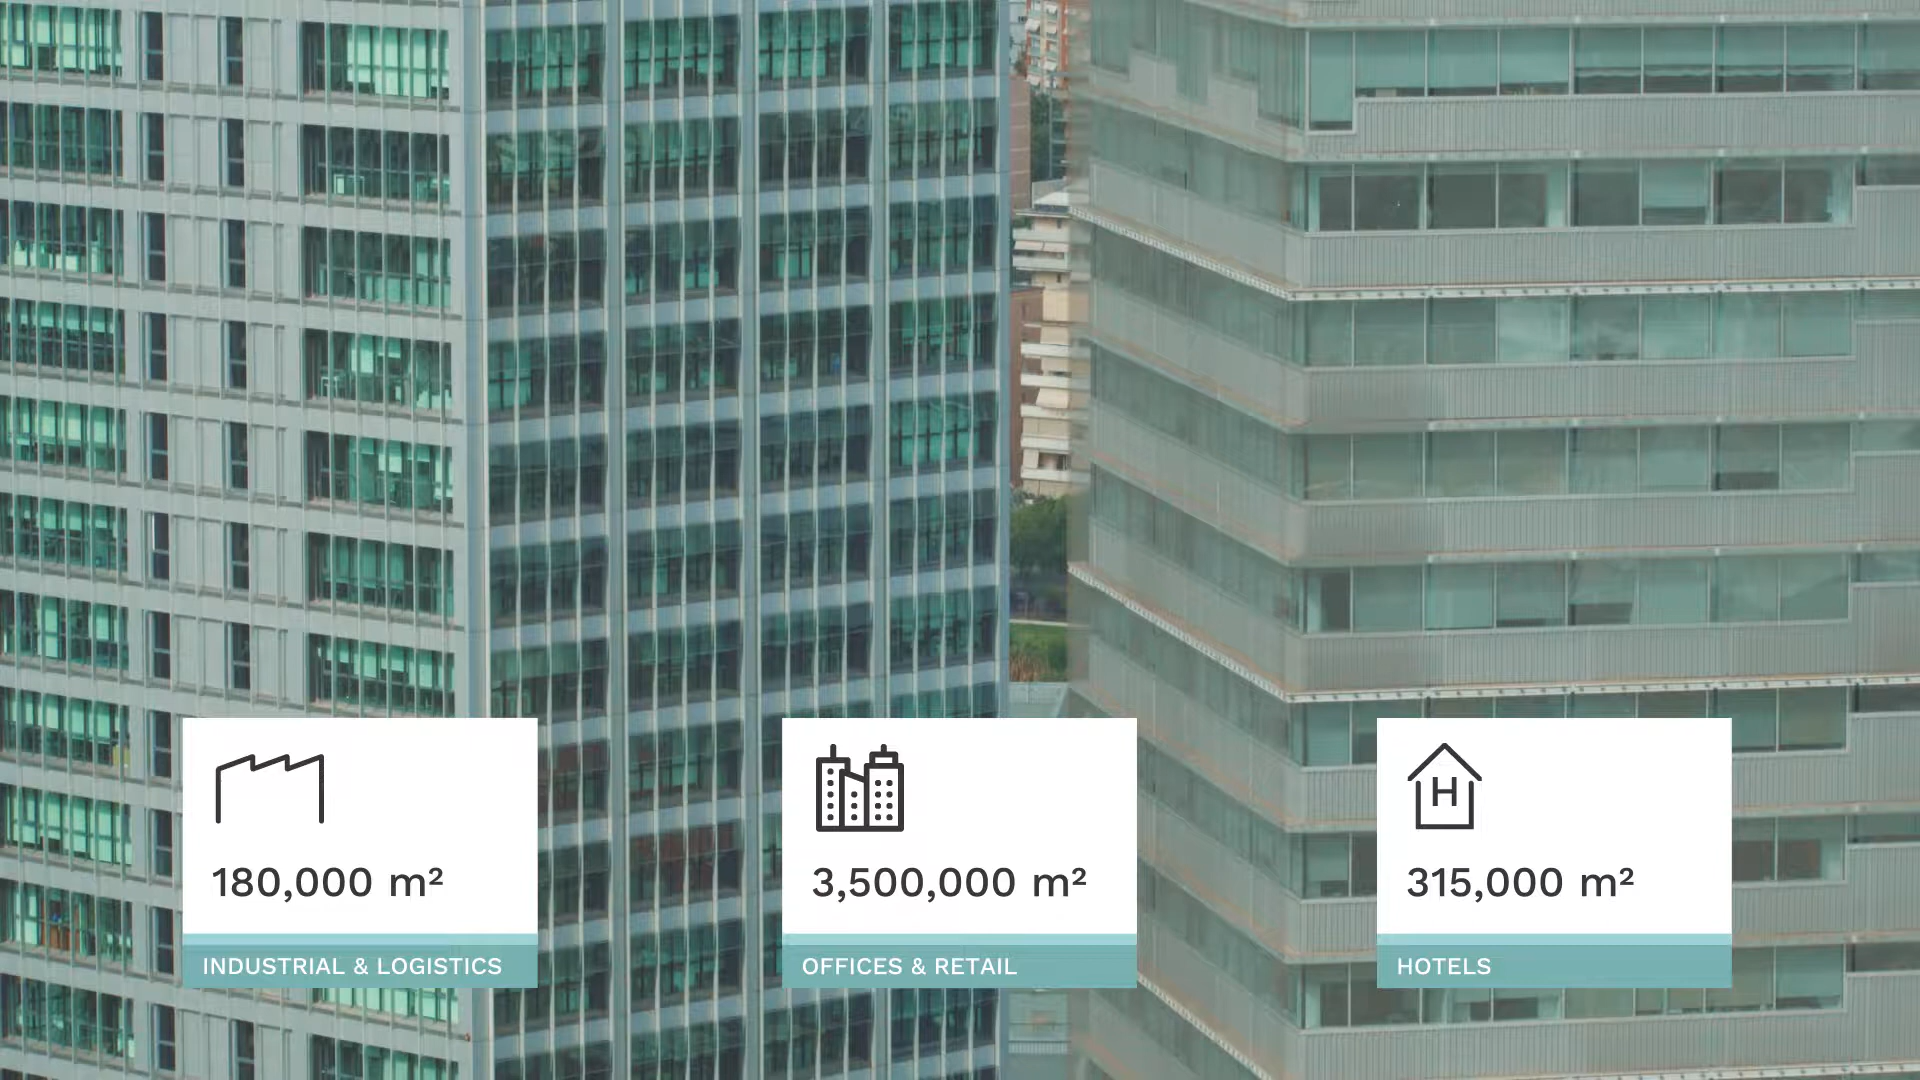 180,000 m²
INDUSTRIAL & LOGISTICS
3,500,000 m²
OFFICES & RETAIL
H
315,000 m²
HOTELS